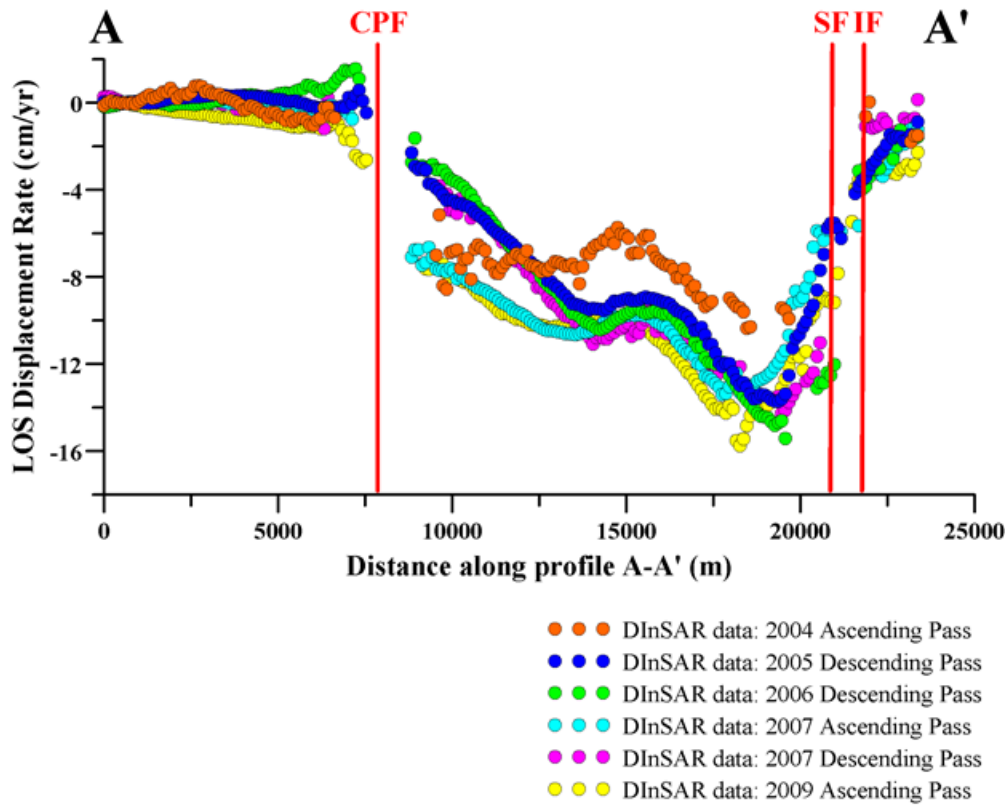 A CPF SF IF A'
LOS Displacement Rate (cm/yr)
0
-4
-8
-12
-16
0 5000 10000 15000 20000 25000
Distance along profile A-A' (m)
DInSAR data: 2004 Ascending Pass
DInSAR data: 2005 Descending Pass
DInSAR data: 2006 Descending Pass
DInSAR data: 2007 Ascending Pass
DInSAR data: 2007 Descending Pass
DInSAR data: 2009 Ascending Pass